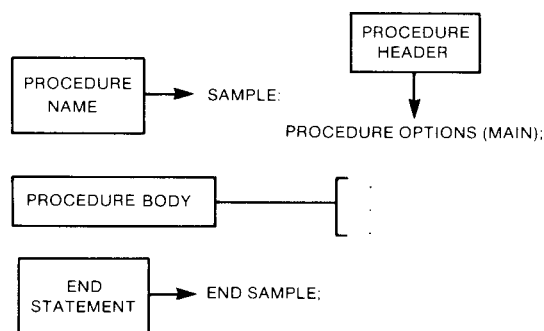 PROCEDURE
HEADER
PROCEDURE
NAME
SAMPLE:
PROCEDURE OPTIONS (MAIN);
PROCEDURE BODY
.
.
.
END
STATEMENT
END SAMPLE;